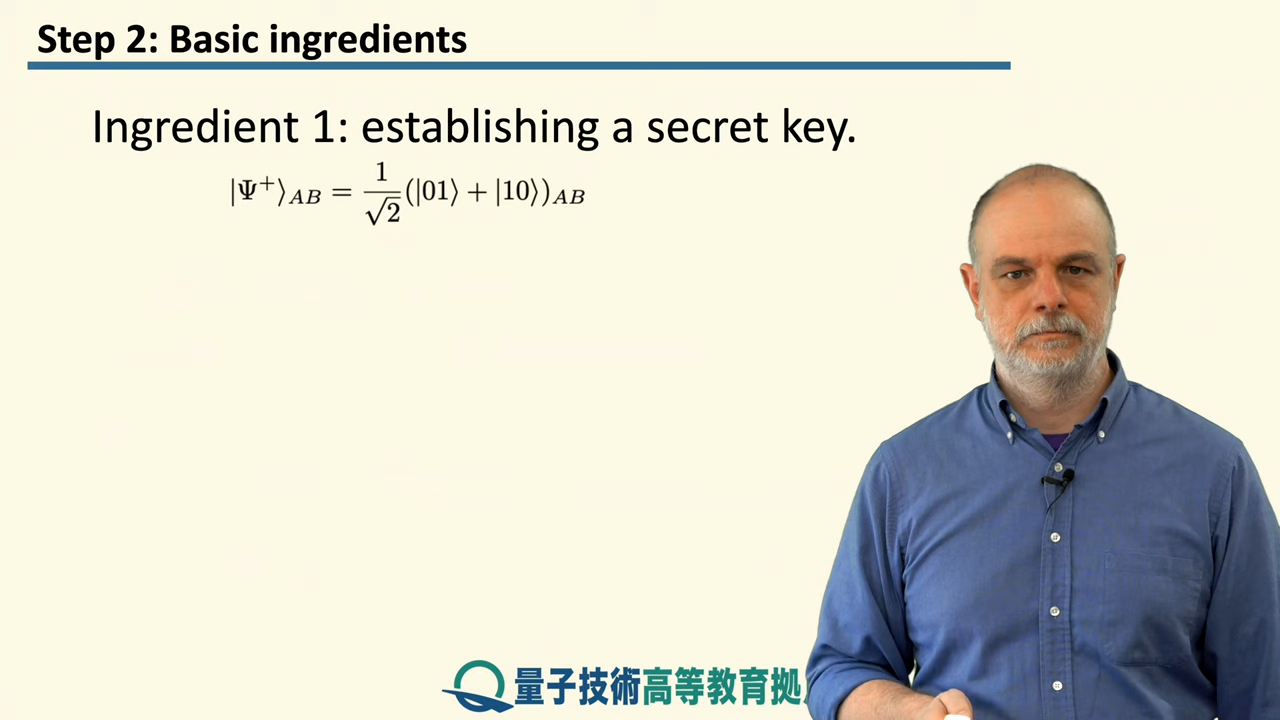 Step 2: Basic ingredients
Ingredient 1: establishing a secret key.
|Ψ⁺⟩_AB = 1/√2 (|01⟩ + |10⟩)_AB
量子技術高等教育拠